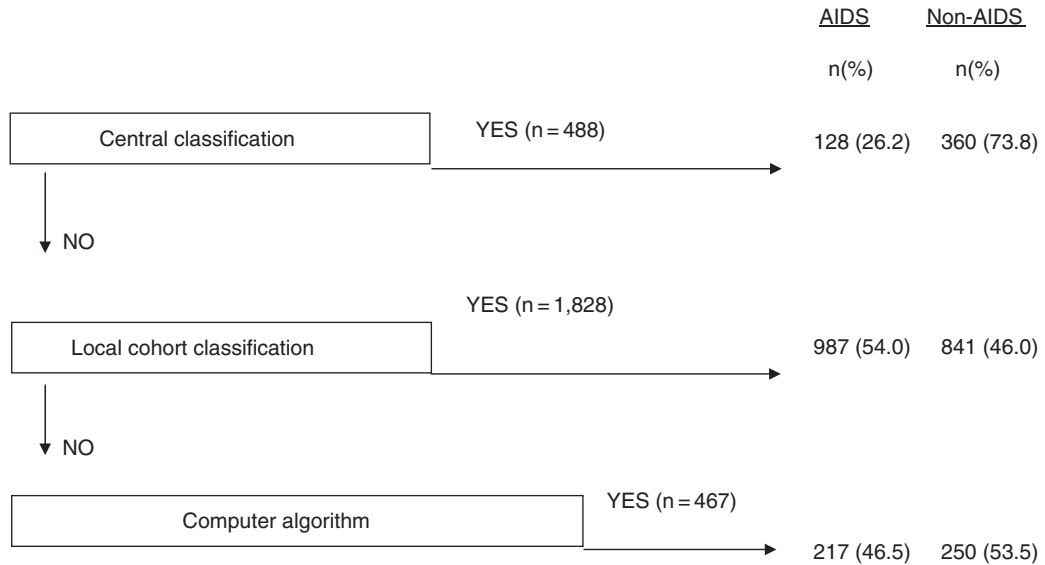 AIDS Non-AIDS
n(%) n(%)
Central classification YES (n = 488) 128 (26.2) 360 (73.8)
NO
YES (n = 1,828)
Local cohort classification 987 (54.0) 841 (46.0)
NO
YES (n = 467)
Computer algorithm
217 (46.5) 250 (53.5)